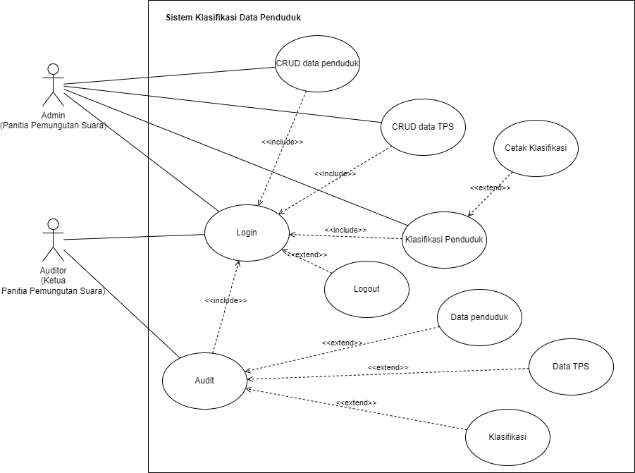 Sistem Klasifikasi Data Penduduk
CRUD data penduduk
Admin
(Panitia Pemungutan Suara)
CRUD data TPS
<<include>>
Cetak Klasifikasi
<<include>>
<<extend>>
Login
<<include>>
Klasifikasi Penduduk
<<extend>>
Auditor
(Ketua
Panitia Pemungutan Suara)
Logout
<<include>>
Data penduduk
<<extend>>
<<extend>>
Data TPS
Audit
<<extend>>
Klasifikasi